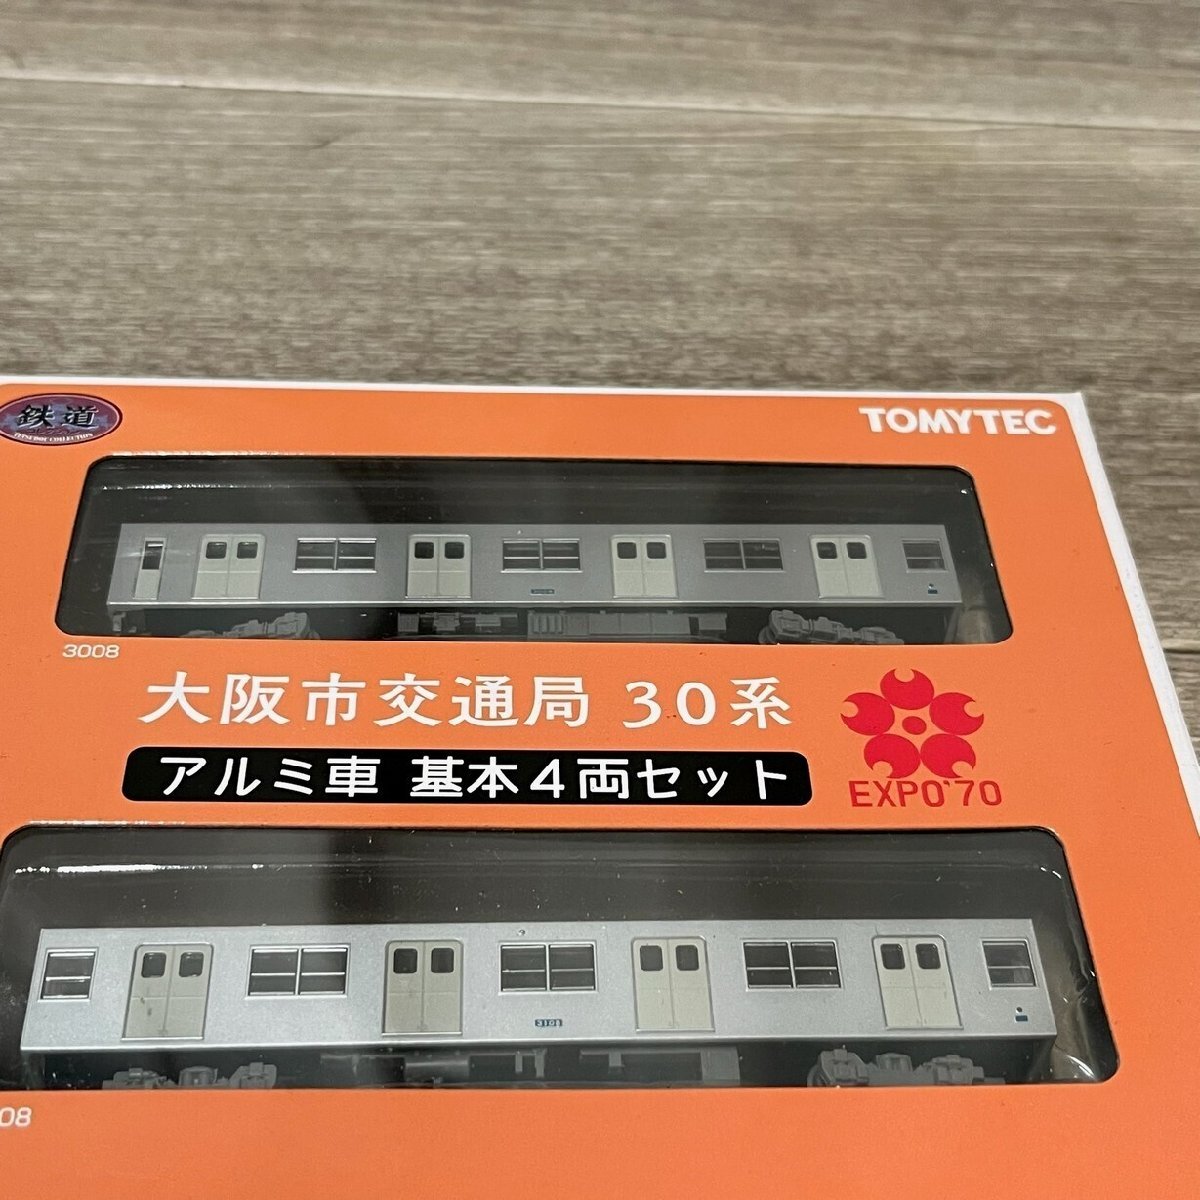 鉄道
TOMYTEC
3008
大阪市交通局 30系
アルミ車 基本4両セット
EXPO'70
3108
08